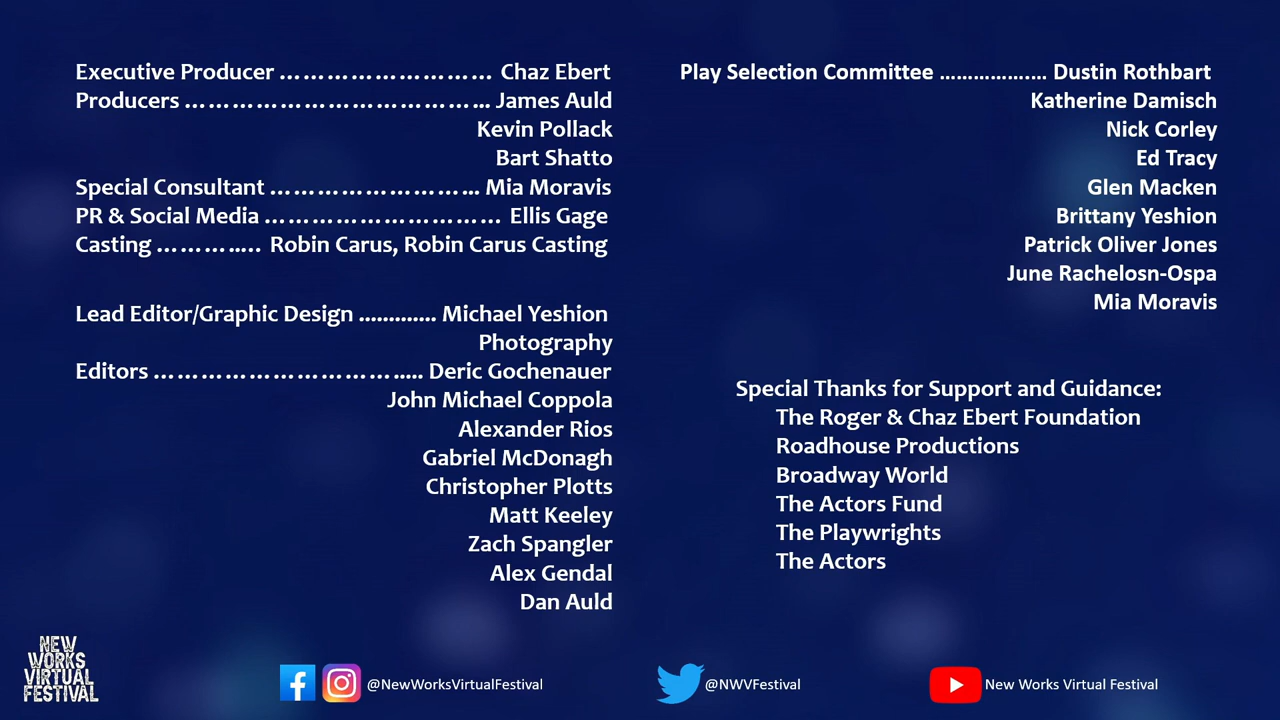 Executive Producer ........................ Chaz Ebert
Producers ................................... James Auld
Kevin Pollack
Bart Shatto
Special Consultant ........................ Mia Moravis
PR & Social Media ........................... Ellis Gage
Casting ............. Robin Carus, Robin Carus Casting
Lead Editor/Graphic Design ............. Michael Yeshion
Photography
Editors ................................. Deric Gochenauer
John Michael Coppola
Alexander Rios
Gabriel McDonagh
Christopher Plotts
Matt Keeley
Zach Spangler
Alex Gendal
Dan Auld
Play Selection Committee ................... Dustin Rothbart
Katherine Damisch
Nick Corley
Ed Tracy
Glen Macken
Brittany Yeshion
Patrick Oliver Jones
June Rachelosn-Ospa
Mia Moravis
Special Thanks for Support and Guidance:
The Roger & Chaz Ebert Foundation
Roadhouse Productions
Broadway World
The Actors Fund
The Playwrights
The Actors
NEW
WORKS
VIRTUAL
FESTIVAL
@NewWorksVirtualFestival
@NWVFestival
New Works Virtual Festival